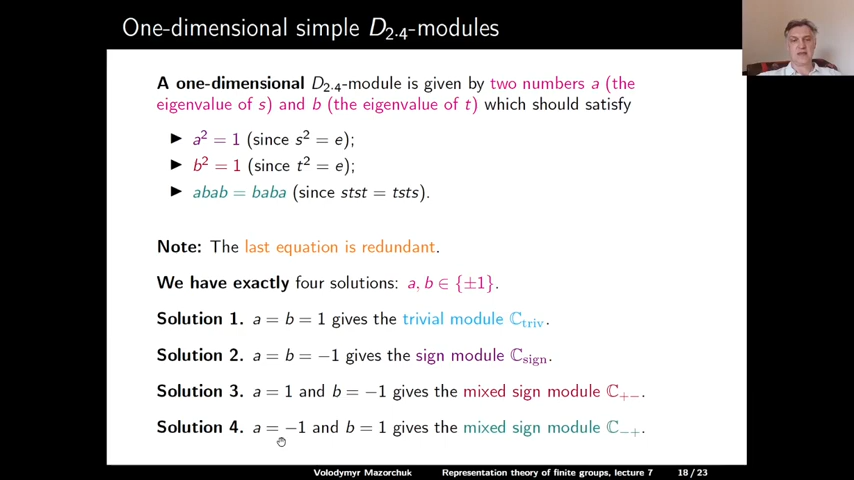 One-dimensional simple D₂.₄-modules
A one-dimensional D₂.₄-module is given by two numbers a (the
eigenvalue of s) and b (the eigenvalue of t) which should satisfy
▶ a² = 1 (since s² = e);
▶ b² = 1 (since t² = e);
▶ abab = baba (since stst = tsts).
Note: The last equation is redundant.
We have exactly four solutions: a, b ∈ {±1}.
Solution 1. a = b = 1 gives the trivial module ℂtriv.
Solution 2. a = b = −1 gives the sign module ℂsign.
Solution 3. a = 1 and b = −1 gives the mixed sign module ℂ₊₋.
Solution 4. a = −1 and b = 1 gives the mixed sign module ℂ₋₊.
Volodymyr Mazorchuk Representation theory of finite groups, lecture 7 18/23